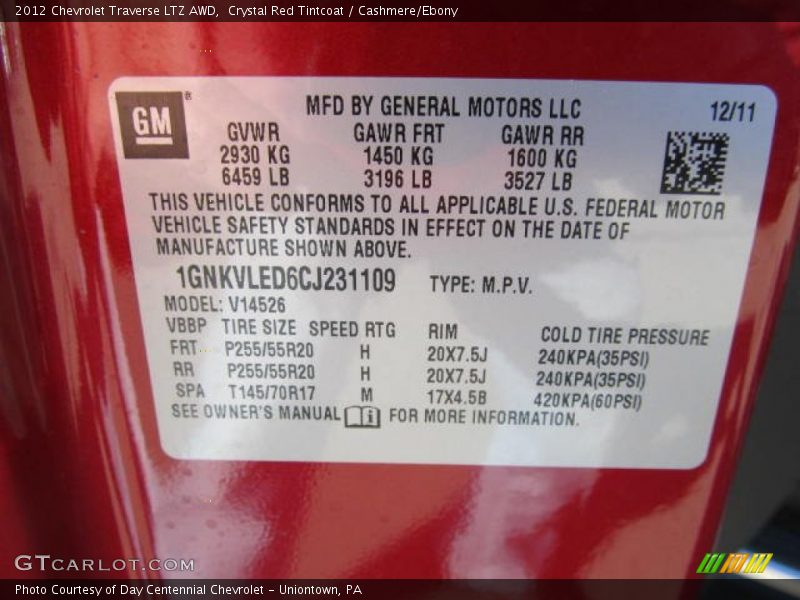 2012 Chevrolet Traverse LTZ AWD,  Crystal Red Tintcoat / Cashmere/Ebony
GM ®
MFD BY GENERAL MOTORS LLC 12/11
GVWR GAWR FRT GAWR RR
2930 KG 1450 KG 1600 KG
6459 LB 3196 LB 3527 LB
THIS VEHICLE CONFORMS TO ALL APPLICABLE U.S. FEDERAL MOTOR
VEHICLE SAFETY STANDARDS IN EFFECT ON THE DATE OF
MANUFACTURE SHOWN ABOVE.
1GNKVLED6CJ231109 TYPE: M.P.V.
MODEL: V14526
VBBP TIRE SIZE SPEED RTG RIM COLD TIRE PRESSURE
FRT P255/55R20 H 20X7.5J 240KPA(35PSI)
RR P255/55R20 H 20X7.5J 240KPA(35PSI)
SPA T145/70R17 M 17X4.5B 420KPA(60PSI)
SEE OWNER'S MANUAL i FOR MORE INFORMATION.
GTCARLOT.COM
Photo Courtesy of Day Centennial Chevrolet - Uniontown, PA